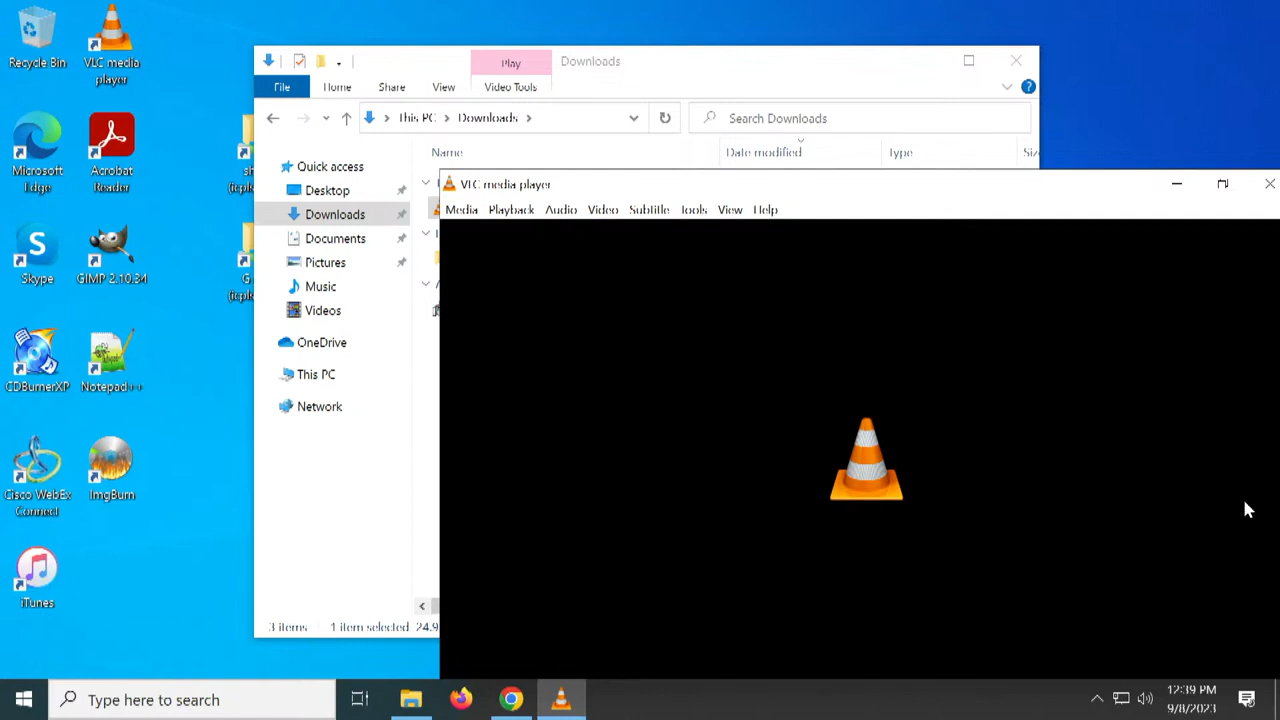 Recycle Bin
VLC media
player
Microsoft
Edge
Acrobat
Reader
Skype
GIMP 2.10.34
CDBurnerXP
Notepad++
Cisco WebEx
Connect
ImgBurn
iTunes
Play
Downloads
File
Home
Share
View
Video Tools
This PC
Downloads
Search Downloads
Name
Date modified
Type
Quick access
Desktop
Downloads
Documents
Pictures
Music
Videos
OneDrive
This PC
Network
3 items 1 item selected 24.9
VLC media player
Media Playback Audio Video Subtitle Tools View Help
Type here to search
12:39 PM
9/8/2023